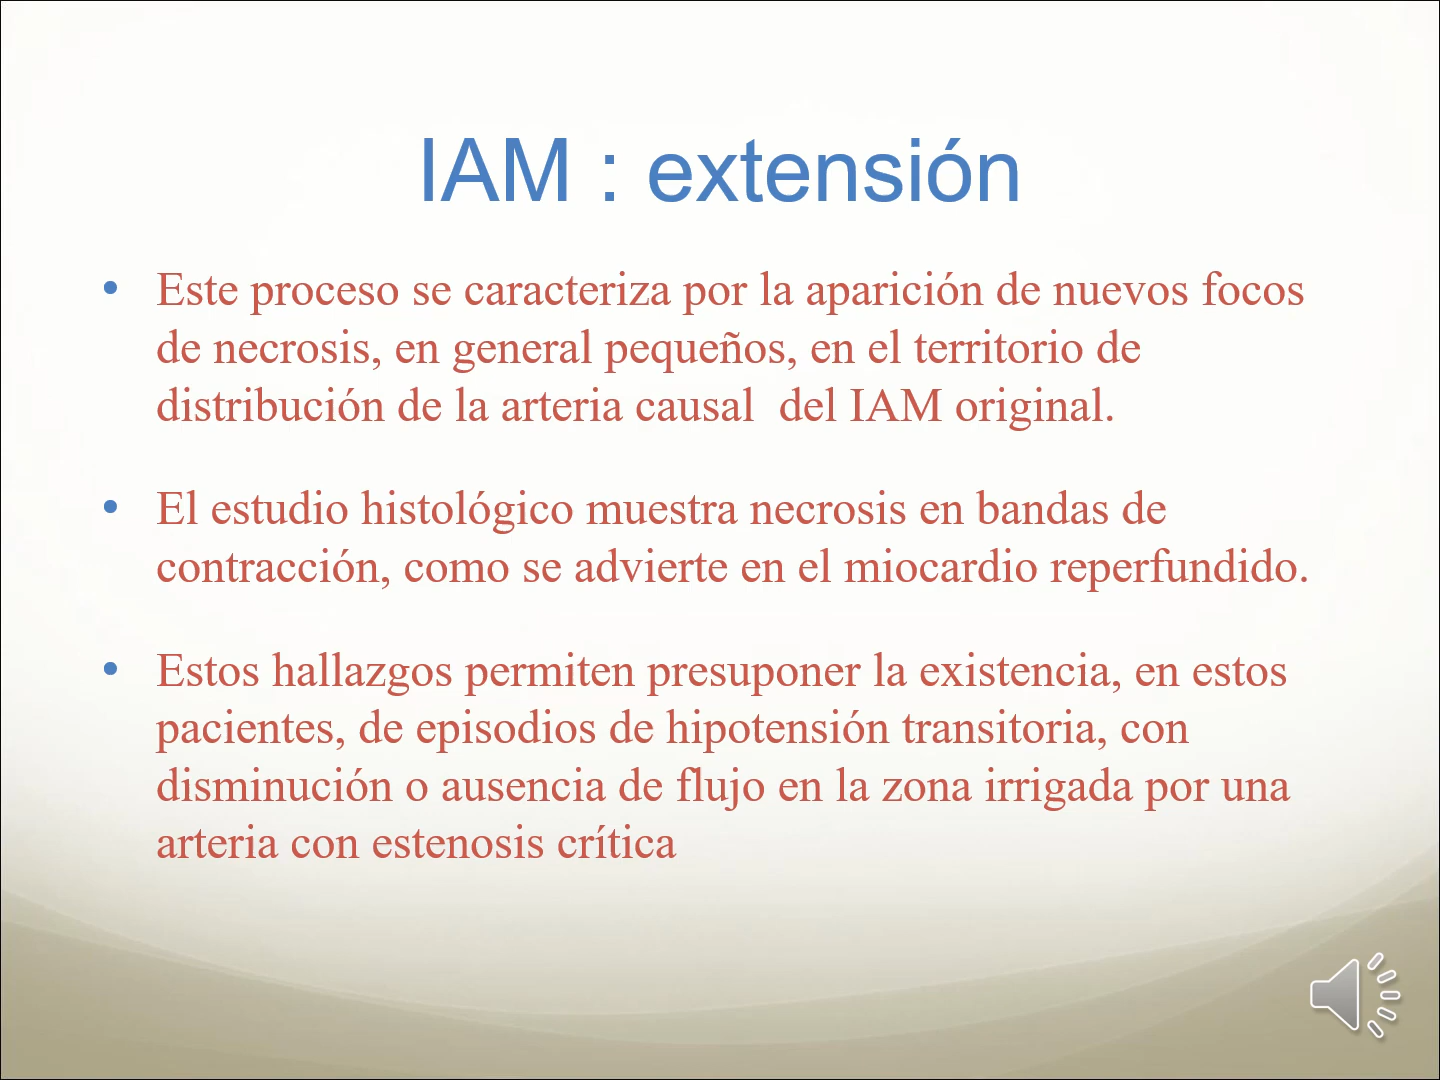 IAM : extensión
• Este proceso se caracteriza por la aparición de nuevos focos
de necrosis, en general pequeños, en el territorio de
distribución de la arteria causal  del IAM original.
• El estudio histológico muestra necrosis en bandas de
contracción, como se advierte en el miocardio reperfundido.
• Estos hallazgos permiten presuponer la existencia, en estos
pacientes, de episodios de hipotensión transitoria, con
disminución o ausencia de flujo en la zona irrigada por una
arteria con estenosis crítica